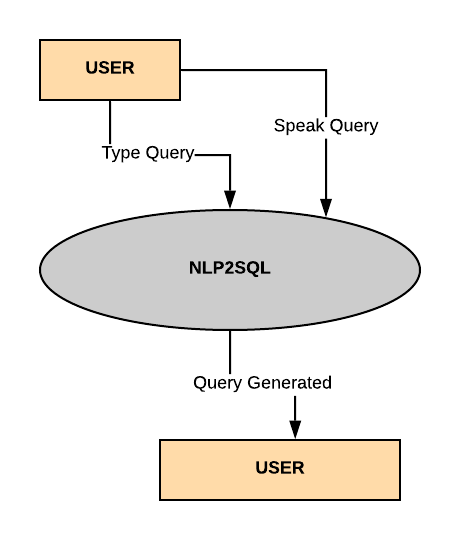 USER
Speak Query
Type Query
NLP2SQL
Query Generated
USER